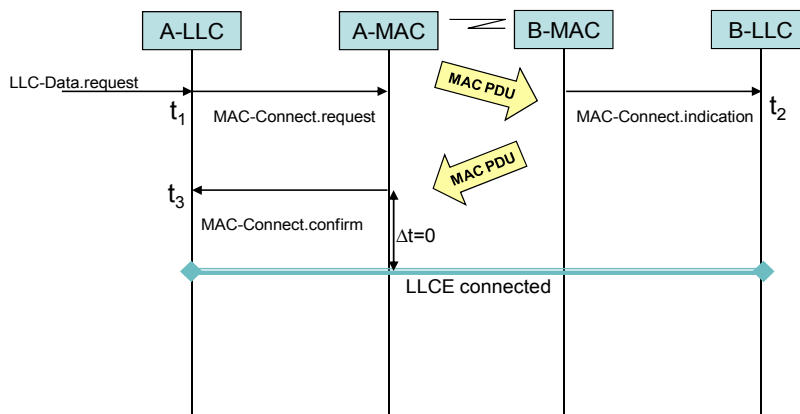 A-LLC
A-MAC
B-MAC
B-LLC
LLC-Data.request
MAC PDU
t1
MAC-Connect.request
MAC-Connect.indication
t2
MAC PDU
t3
MAC-Connect.confirm
Δt=0
LLCE connected